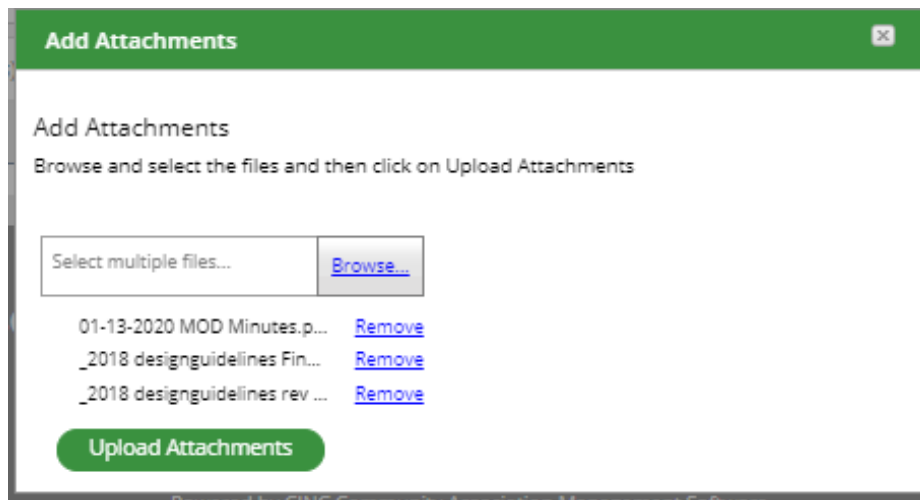 Add Attachments
Add Attachments
Browse and select the files and then click on Upload Attachments
Select multiple files...
Browse...
01-13-2020 MOD Minutes.p... Remove
_2018 designguidelines Fin... Remove
_2018 designguidelines rev ... Remove
Upload Attachments